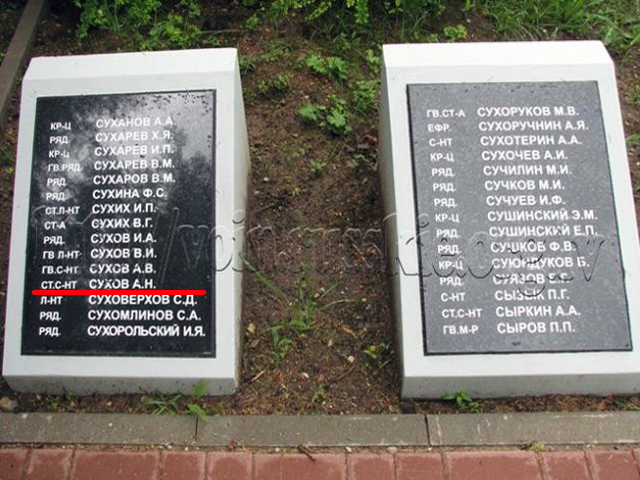 КР-Ц СУХАНОВ А.А.
РЯД. СУХАРЕВ Х.Я.
КР-Ц СУХАРЕВ И.П.
ГВ.РЯД. СУХАРЕВ В.М.
РЯД. СУХАРОВ В.М.
РЯД. СУХИНА Ф.С.
СТ.Л-НТ СУХИХ И.П.
СТ-А СУХИХ В.Г.
РЯД. СУХОВ И.А.
ГВ Л-НТ СУХОВ В.И.
ГВ.С-НТ СУХОВ А.В.
СТ.С-НТ СУХОВ А.Н.
Л-НТ СУХОВЕРХОВ С.Д.
РЯД. СУХОМЛИНОВ С.А.
РЯД. СУХОРОЛЬСКИЙ И.Я.
ГВ.СТ-А СУХОРУКОВ М.В.
ЕФР. СУХОРУЧНИН А.Я.
С-НТ СУХОТЕРИН А.А.
КР-Ц СУХОЧЕВ А.И.
РЯД. СУЧИЛИН М.И.
РЯД. СУЧКОВ М.И.
РЯД. СУЧУЕВ И.Ф.
КР-Ц СУШИНСКИЙ Э.М.
РЯД. СУШИНСКИЙ Е.П.
РЯД. СУШКОВ Ф.В.
КР-Ц СУЮНДУКОВ Б.
РЯД.
С-НТ СЫЗЕК П.Г.
СТ.С-НТ СЫРКИН А.А.
ГВ.М-Р СЫРОВ П.П.